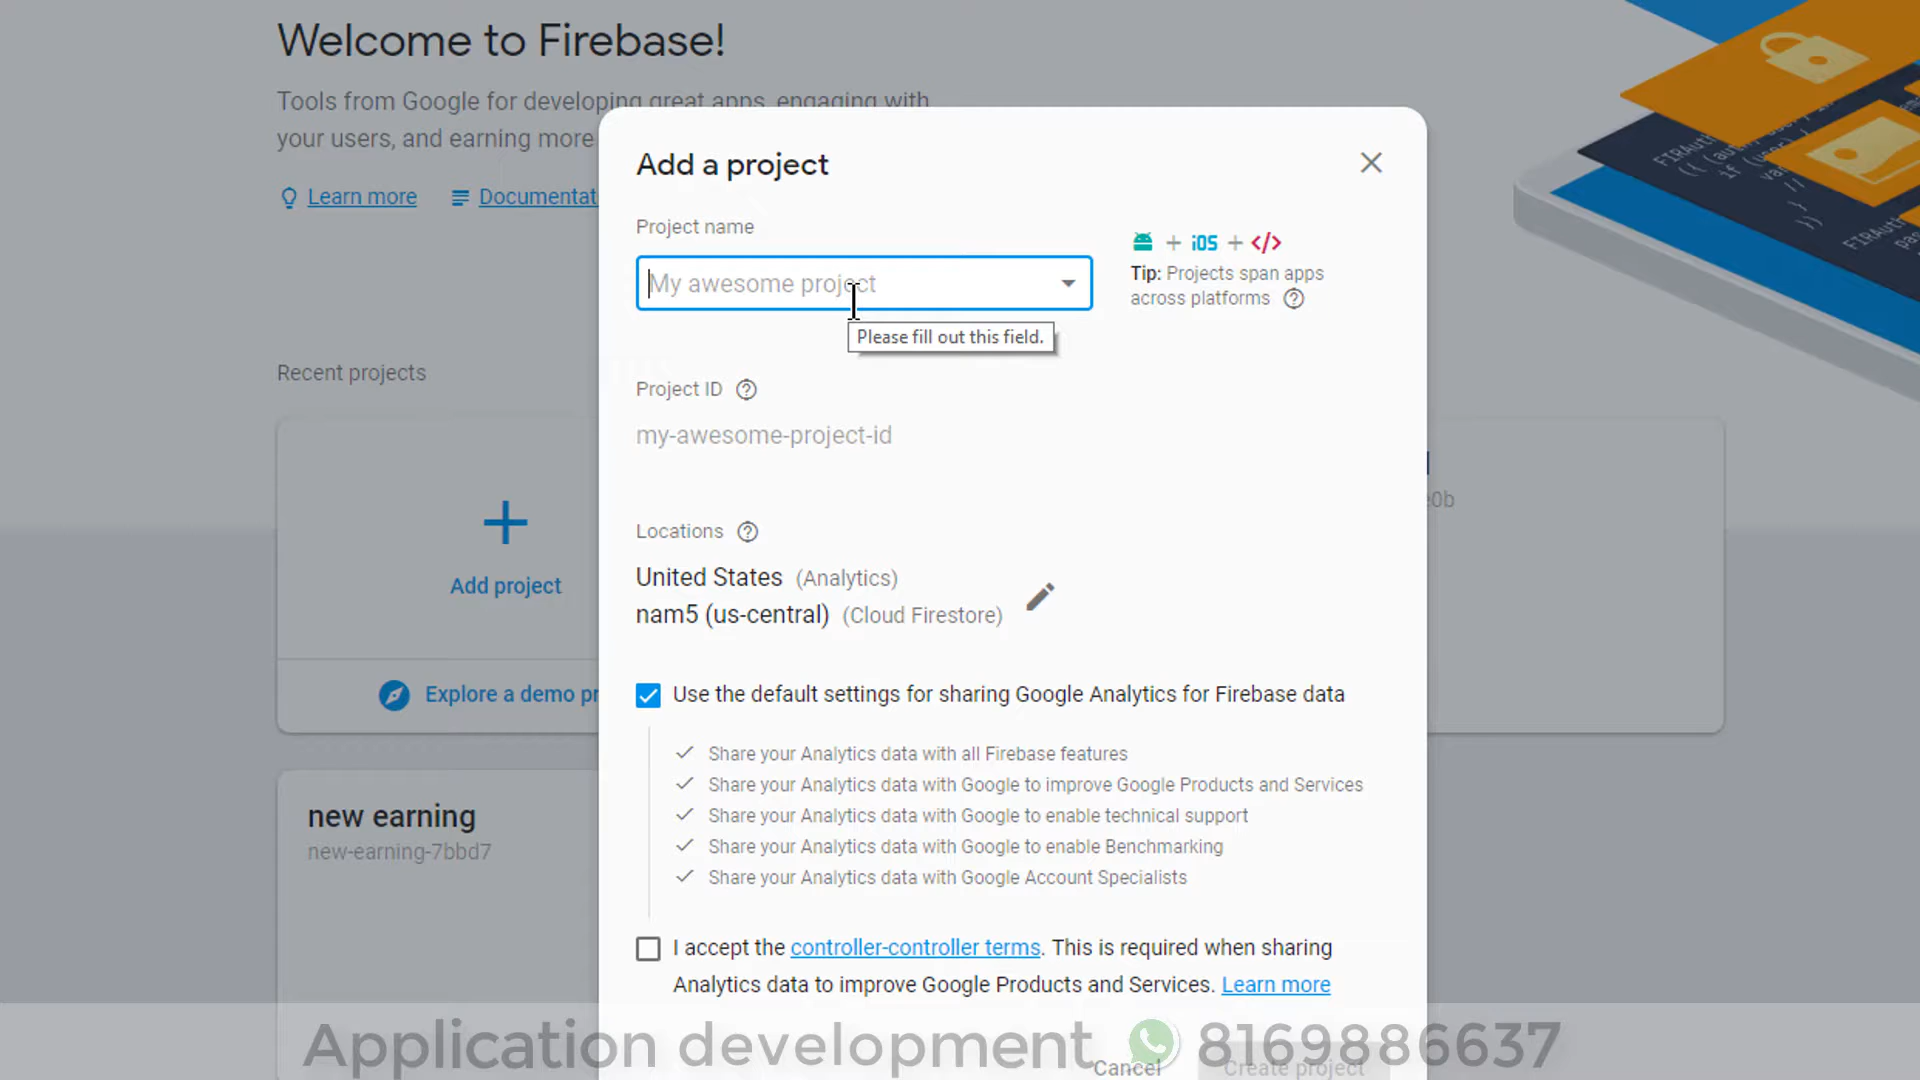 Welcome to Firebase!
Tools from Google for developing great apps, engaging with
your users, and earning more
Learn more
Documentat
Recent projects
Add project
Explore a demo pr
new earning
new-earning-7bbd7
Add a project
Project name
My awesome project
Please fill out this field.
iOS
Tip: Projects span apps
across platforms
Project ID
my-awesome-project-id
Locations
United States (Analytics)
nam5 (us-central) (Cloud Firestore)
Use the default settings for sharing Google Analytics for Firebase data
Share your Analytics data with all Firebase features
Share your Analytics data with Google to improve Google Products and Services
Share your Analytics data with Google to enable technical support
Share your Analytics data with Google to enable Benchmarking
Share your Analytics data with Google Account Specialists
I accept the controller-controller terms. This is required when sharing
Analytics data to improve Google Products and Services. Learn more
Cancel
Create project
e0b
Application development 8169886637